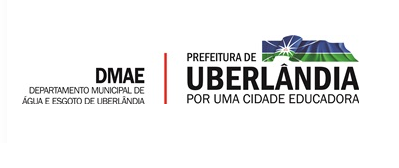 DMAE
DEPARTAMENTO MUNICIPAL DE
ÁGUA E ESGOTO DE UBERLÂNDIA
PREFEITURA DE
UBERLÂNDIA
POR UMA CIDADE EDUCADORA